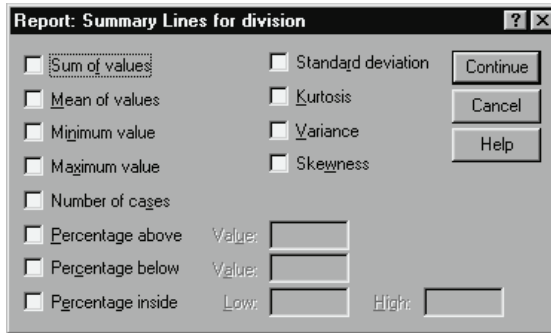 Report: Summary Lines for division
? ×
Sum of values
Standard deviation
Continue
Mean of values
Kurtosis
Cancel
Minimum value
Variance
Help
Maximum value
Skewness
Number of cases
Percentage above
Value:
Percentage below
Value:
Percentage inside
Low:
High: